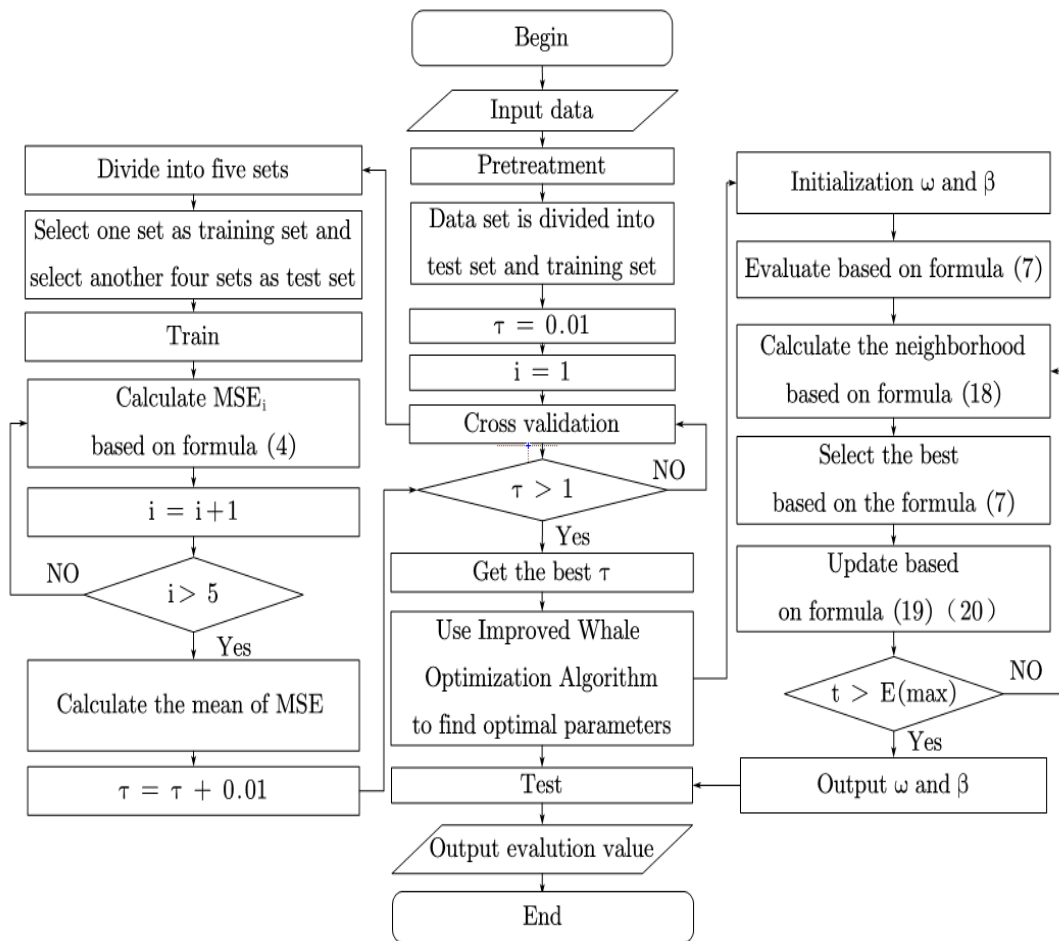 Begin
Input data
Pretreatment
Data set is divided into
test set and training set
τ = 0.01
i = 1
Cross validation
τ > 1
NO
Yes
Get the best τ
Use Improved Whale
Optimization Algorithm
to find optimal parameters
Test
Output evalution value
End
Divide into five sets
Select one set as training set and
select another four sets as test set
Train
Calculate MSEᵢ
based on formula (4)
i = i+1
i> 5
NO
Yes
Calculate the mean of MSE
τ = τ + 0.01
Initialization ω and β
Evaluate based on formula (7)
Calculate the neighborhood
based on formula (18)
Select the best
based on the formula (7)
Update based
on formula (19)（20）
t > E(max)
NO
Yes
Output ω and β